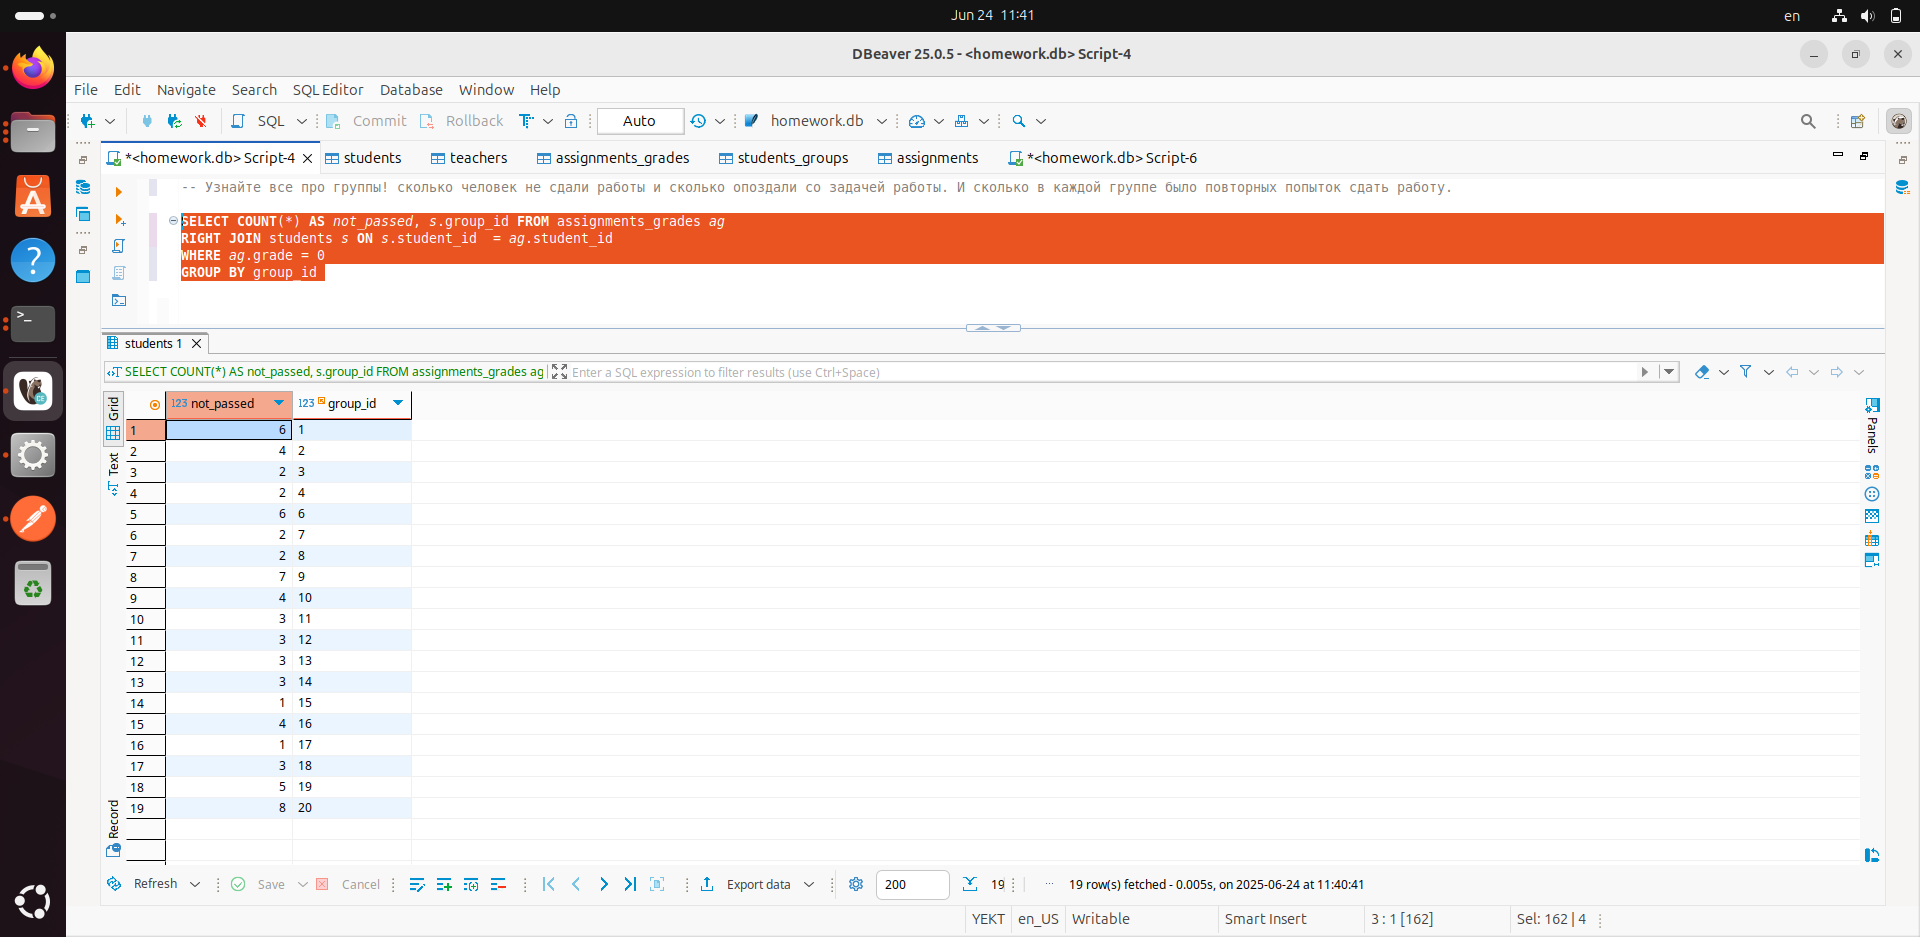 Jun 24 11:41
en
DBeaver 25.0.5 - <homework.db> Script-4
File Edit Navigate Search SQL Editor Database Window Help
SQL Commit Rollback Auto homework.db
*<homework.db> Script-4 students teachers assignments_grades students_groups assignments *<homework.db> Script-6
-- Узнайте все про группы! сколько человек не сдали работы и сколько опоздали со задачей работы. И сколько в каждой группе было повторных попыток сдать работу.
SELECT COUNT(*) AS not_passed, s.group_id FROM assignments_grades ag
RIGHT JOIN students s ON s.student_id = ag.student_id
WHERE ag.grade = 0
GROUP BY group_id
students 1
SELECT COUNT(*) AS not_passed, s.group_id FROM assignments_grades ag
Enter a SQL expression to filter results (use Ctrl+Space)
Grid
Text
Record
Panels
123 not_passed 123 group_id
1 6 1
2 4 2
3 2 3
4 2 4
5 6 6
6 2 7
7 2 8
8 7 9
9 4 10
10 3 11
11 3 12
12 3 13
13 3 14
14 1 15
15 4 16
16 1 17
17 3 18
18 5 19
19 8 20
Refresh Save Cancel Export data 200 19 19 row(s) fetched - 0.005s, on 2025-06-24 at 11:40:41
YEKT en_US Writable Smart Insert 3 : 1 [162] Sel: 162 | 4